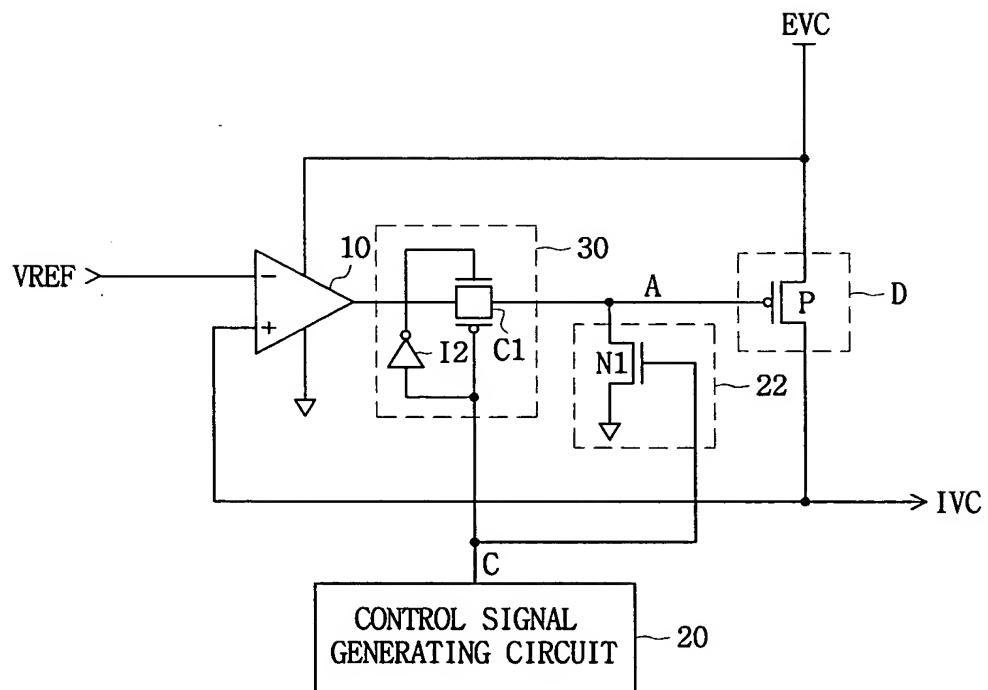 EVC
10
30
VREF
−
+
A
P
D
I2
C1
N1
22
IVC
C
CONTROL SIGNAL
GENERATING CIRCUIT
20